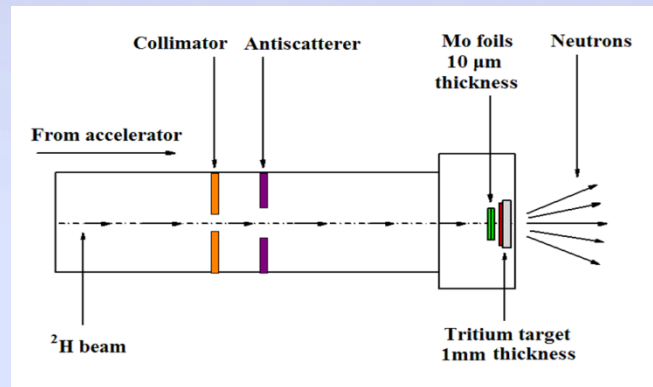 Collimator Antiscatterer
Mo foils
10 µm
thickness
Neutrons
From accelerator
²H beam
Tritium target
1mm thickness